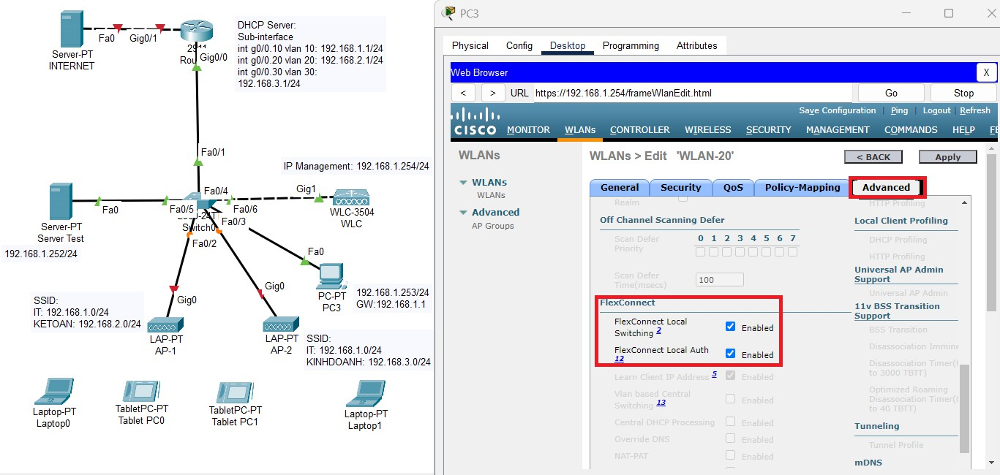 Server-PT
INTERNET
Fa0
Gig0/1
2911
Rou
Gig0/0
DHCP Server:
Sub-interface
int g0/0.10 vlan 10: 192.168.1.1/24
int g0/0.20 vlan 20: 192.168.2.1/24
int g0/0.30 vlan 30:
192.168.3.1/24
Fa0/1
IP Management: 192.168.1.254/24
Fa0/4
Gig1
Fa0
Fa0/5
Fa0/6
WLC-3504
WLC
Server-PT
Server Test
Switch0
Fa0/3
Fa0/2
192.168.1.252/24
Fa0
PC-PT
PC3
192.168.1.253/24
GW:192.168.1.1
Gig0
Gig0
SSID:
IT: 192.168.1.0/24
KETOAN: 192.168.2.0/24
LAP-PT
AP-1
LAP-PT
AP-2
SSID:
IT: 192.168.1.0/24
KINHDOANH: 192.168.3.0/24
Laptop-PT
Laptop0
TabletPC-PT
Tablet PC0
TabletPC-PT
Tablet PC1
Laptop-PT
Laptop1
PC3
Physical Config Desktop Programming Attributes
Web Browser X
< > URL https://192.168.1.254/frameWlanEdit.html Go Stop
Save Configuration | Ping | Logout | Refresh
CISCO MONITOR WLANs CONTROLLER WIRELESS SECURITY MANAGEMENT COMMANDS HELP FE
WLANs
WLANs
WLANs
Advanced
AP Groups
WLANs > Edit 'WLAN-20' < BACK Apply
General Security QoS Policy-Mapping Advanced
Realm
Off Channel Scanning Defer
Scan Defer
Priority
0 1 2 3 4 5 6 7
Scan Defer
Time(msecs)
100
FlexConnect
FlexConnect Local
Switching 2
Enabled
FlexConnect Local Auth
12
Enabled
Learn Client IP Address 5 Enabled
Vlan based Central
Switching 13
Enabled
Central DHCP Processing Enabled
Override DNS Enabled
NAT-PAT Enabled
HTTP Profiling
Local Client Profiling
DHCP Profiling
HTTP Profiling
Universal AP Admin
Support
Universal AP Admin
11v BSS Transition
Support
BSS Transition
Disassociation Immine
Disassociation Timer(
to 3000 TBTT)
Optimized Roaming
Disassociation Timer(
to 40 TBTT)
Tunneling
Tunnel Profile
mDNS